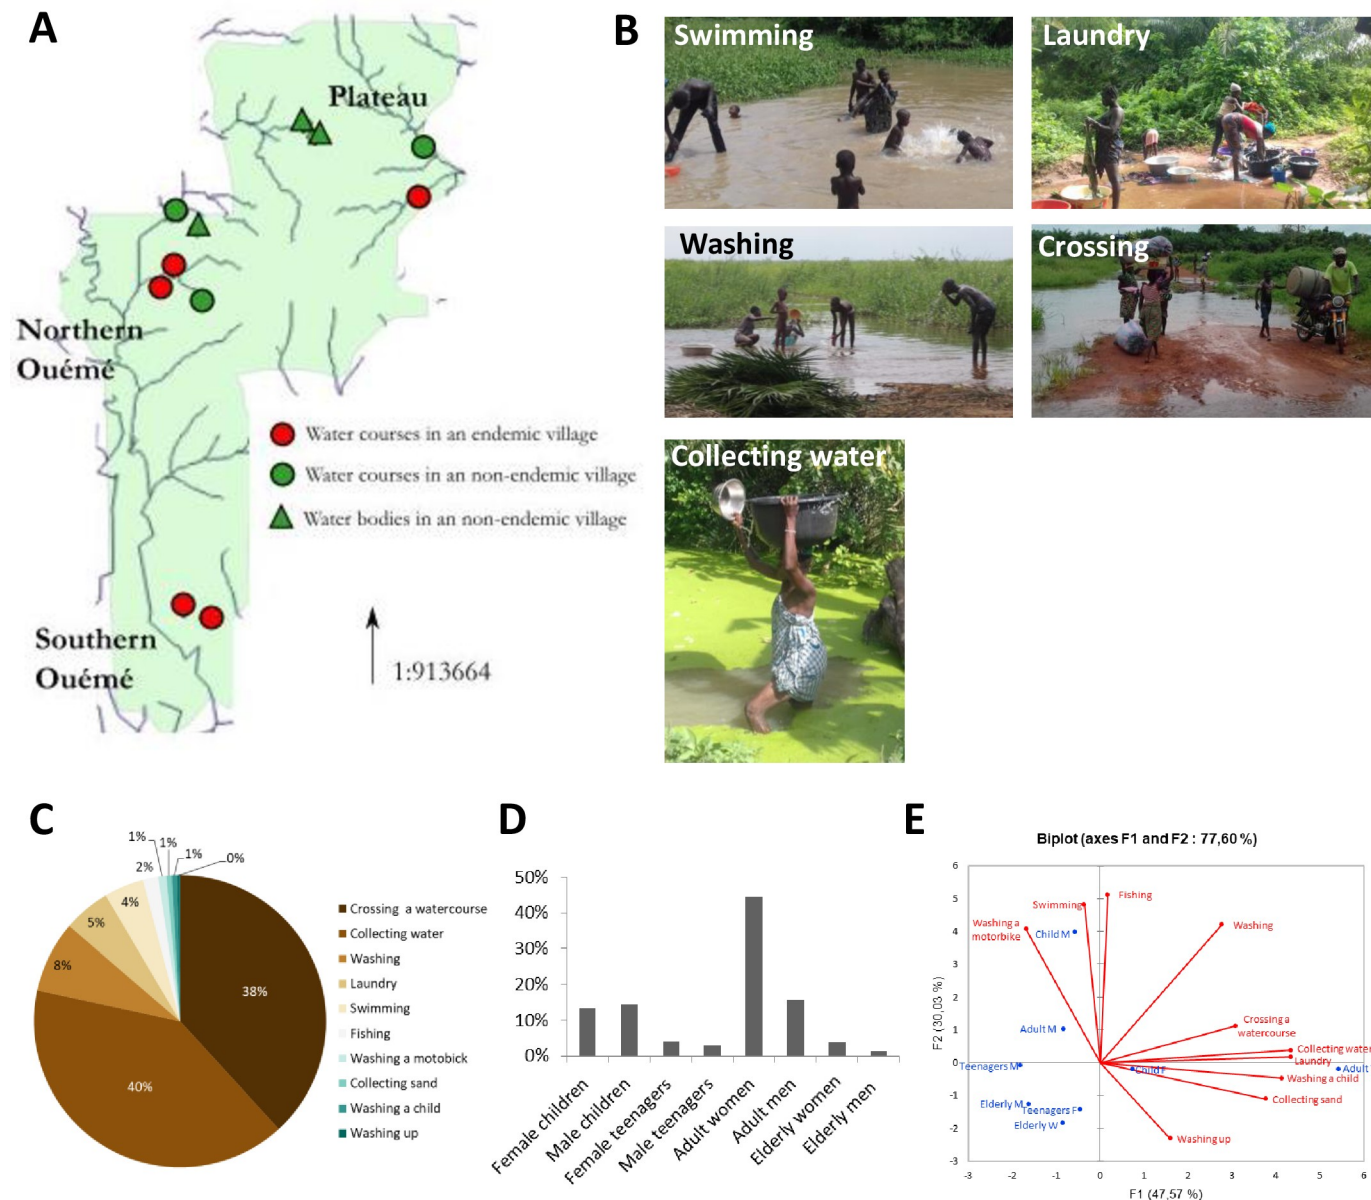 A
Plateau
Northern
Ouémé
Water courses in an endemic village
Water courses in an non-endemic village
Water bodies in an non-endemic village
Southern
Ouémé
1:913664
B
Swimming
Laundry
Washing
Crossing
Collecting water
C
1%
1%
1%
0%
2%
4%
5%
8%
38%
40%
Crossing a watercourse
Collecting water
Washing
Laundry
Swimming
Fishing
Washing a motobick
Collecting sand
Washing a child
Washing up
D
50%
40%
30%
20%
10%
0%
Female children
Male children
Female teenagers
Male teenagers
Adult women
Adult men
Elderly women
Elderly men
E
Biplot (axes F1 and F2 : 77,60 %)
F2 (30,03 %)
6
5
4
3
2
1
0
-1
-2
-3
Fishing
Swimming
Washing a
motorbike
Child M
Washing
Crossing a
watercourse
Adult M
Collecting water
Laundry
Teenagers M
Child F
Adult
Washing a child
Collecting sand
Elderly M
Teenagers F
Elderly W
Washing up
-3 -2 -1 0 1 2 3 4 5 6
F1 (47,57 %)